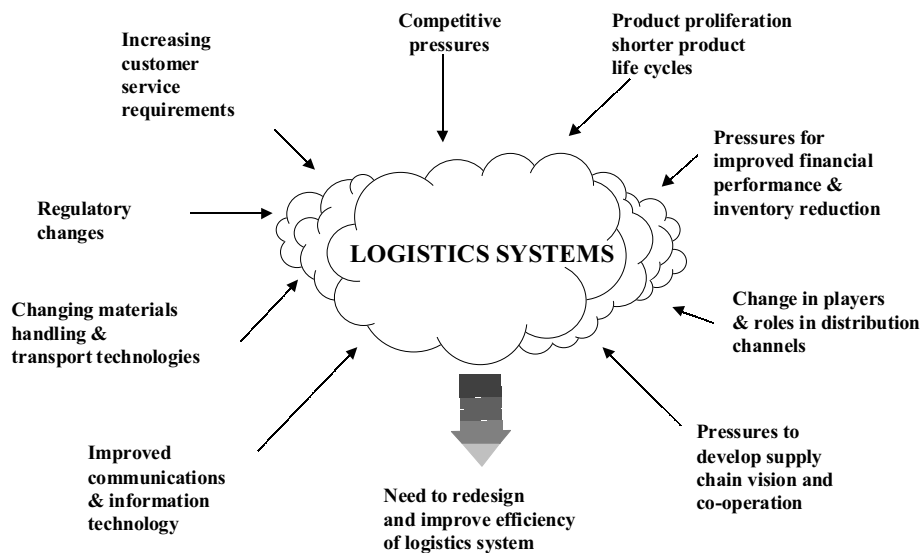 Increasing
customer
service
requirements
Competitive
pressures
Product proliferation
shorter product
life cycles
Pressures for
improved financial
performance &
inventory reduction
Regulatory
changes
LOGISTICS SYSTEMS
Changing materials
handling &
transport technologies
Change in players
& roles in distribution
channels
Improved
communications
& information
technology
Pressures to
develop supply
chain vision and
co-operation
Need to redesign
and improve efficiency
of logistics system